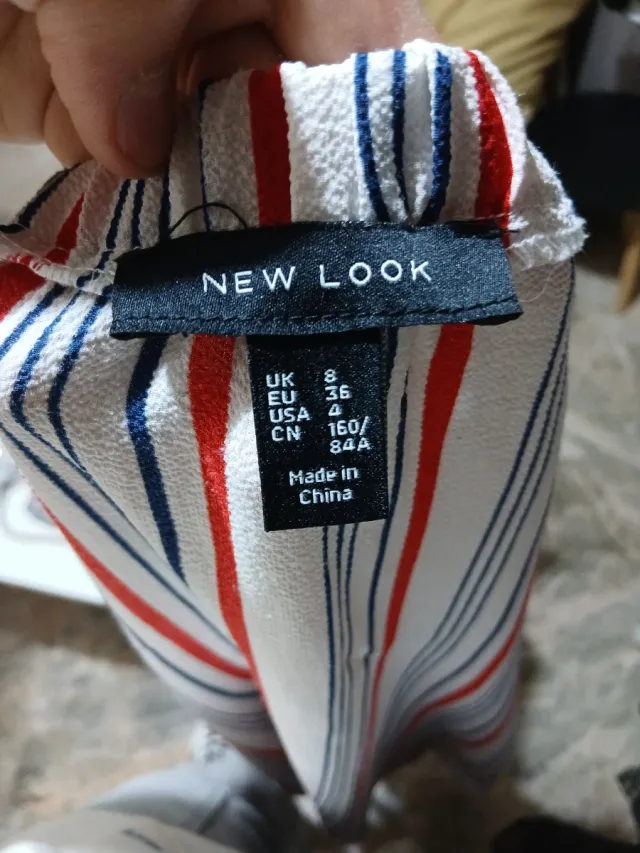 NEW LOOK
UK 8
EU 36
USA 4
CN 160/
84A
Made in
China